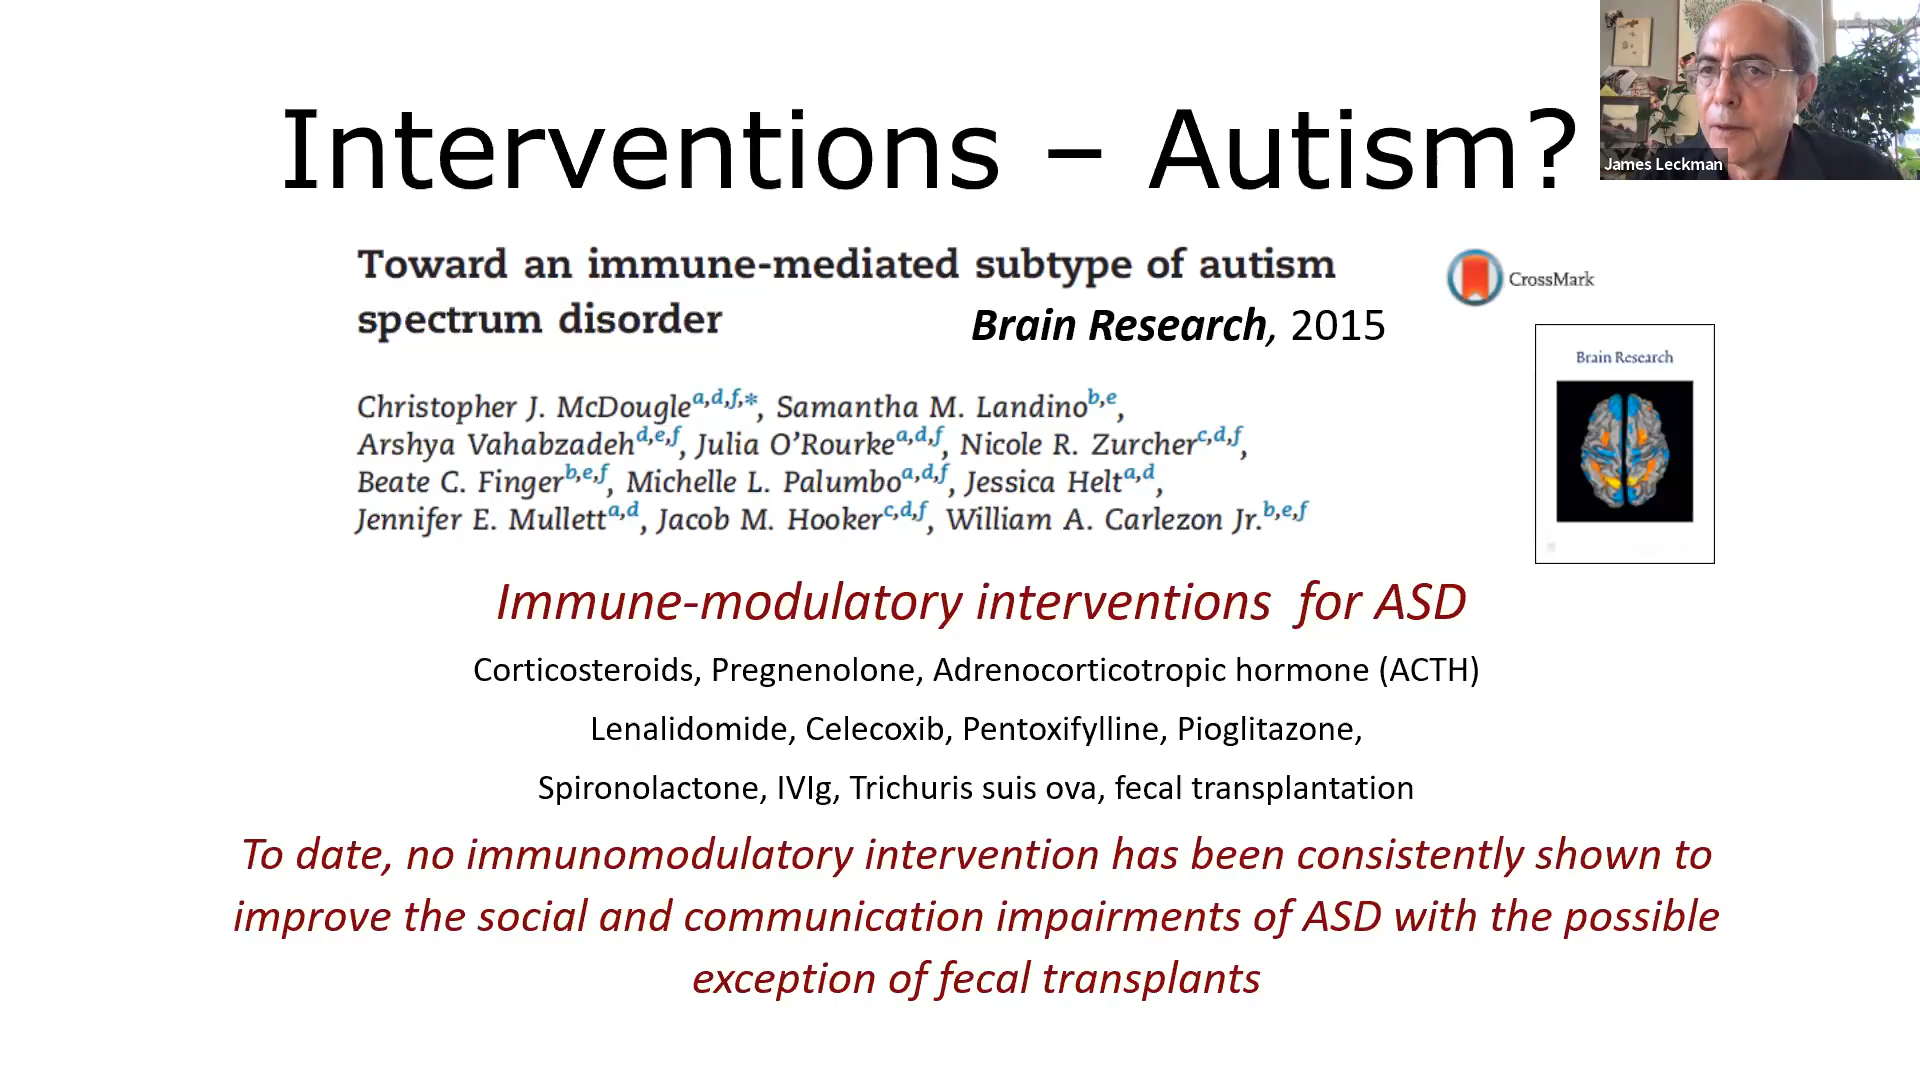 Interventions – Autism?
James Leckman
Toward an immune-mediated subtype of autism
spectrum disorder
Brain Research, 2015
CrossMark
Brain Research
Christopher J. McDougle a,d,f,*, Samantha M. Landino b,e,
Arshya Vahabzadeh d,e,f, Julia O'Rourke a,d,f, Nicole R. Zurcher c,d,f,
Beate C. Finger b,e,f, Michelle L. Palumbo a,d,f, Jessica Helt a,d,
Jennifer E. Mullett a,d, Jacob M. Hooker c,d,f, William A. Carlezon Jr. b,e,f
Immune-modulatory interventions for ASD
Corticosteroids, Pregnenolone, Adrenocorticotropic hormone (ACTH)
Lenalidomide, Celecoxib, Pentoxifylline, Pioglitazone,
Spironolactone, IVIg, Trichuris suis ova, fecal transplantation
To date, no immunomodulatory intervention has been consistently shown to
improve the social and communication impairments of ASD with the possible
exception of fecal transplants